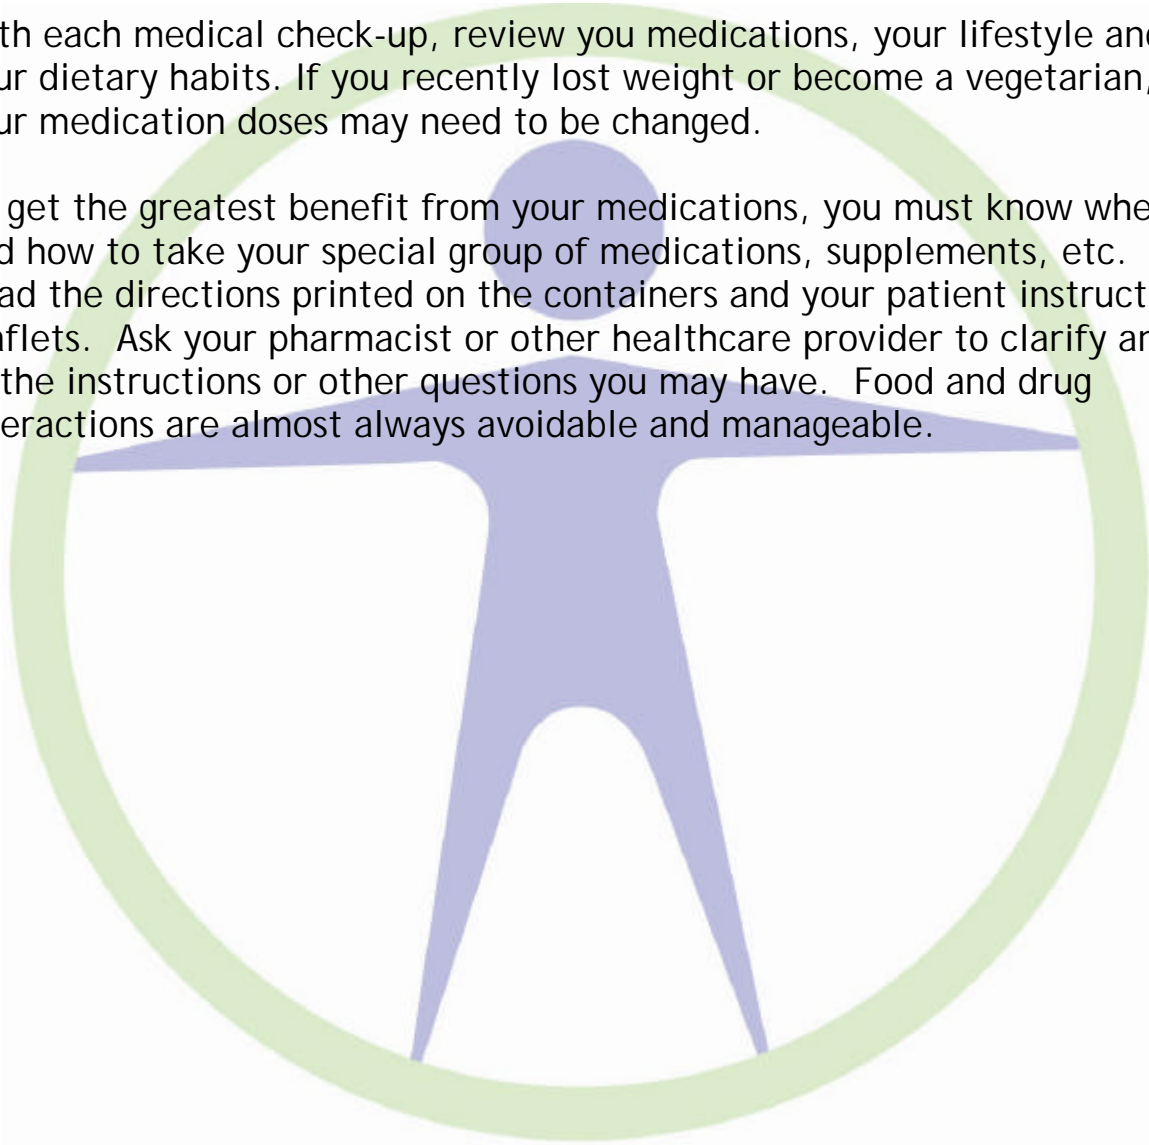 th each medical check-up, review you medications, your lifestyle and
ur dietary habits. If you recently lost weight or become a vegetarian,
ur medication doses may need to be changed.
get the greatest benefit from your medications, you must know whe
d how to take your special group of medications, supplements, etc.
ad the directions printed on the containers and your patient instruct
aflets. Ask your pharmacist or other healthcare provider to clarify an
the instructions or other questions you may have. Food and drug
eractions are almost always avoidable and manageable.